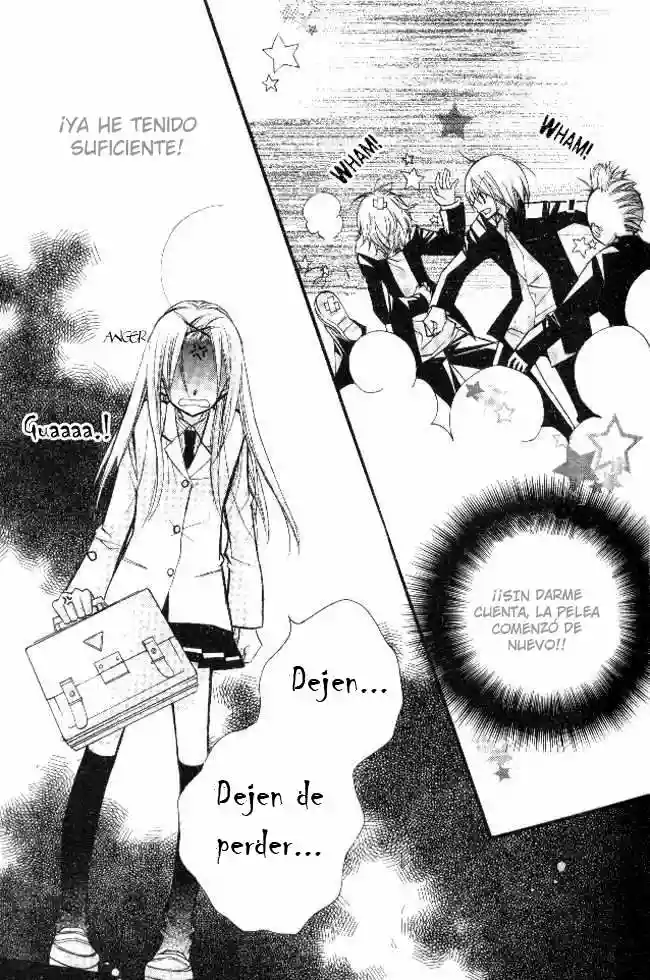 WHAM!
WHAM!
¡¡SIN DARME
CUENTA, LA PELEA
COMENZÓ DE
NUEVO!!
¡YA HE TENIDO
SUFICIENTE!
ANGER
Guaaaa.!
Dejen...
Dejen de
perder...